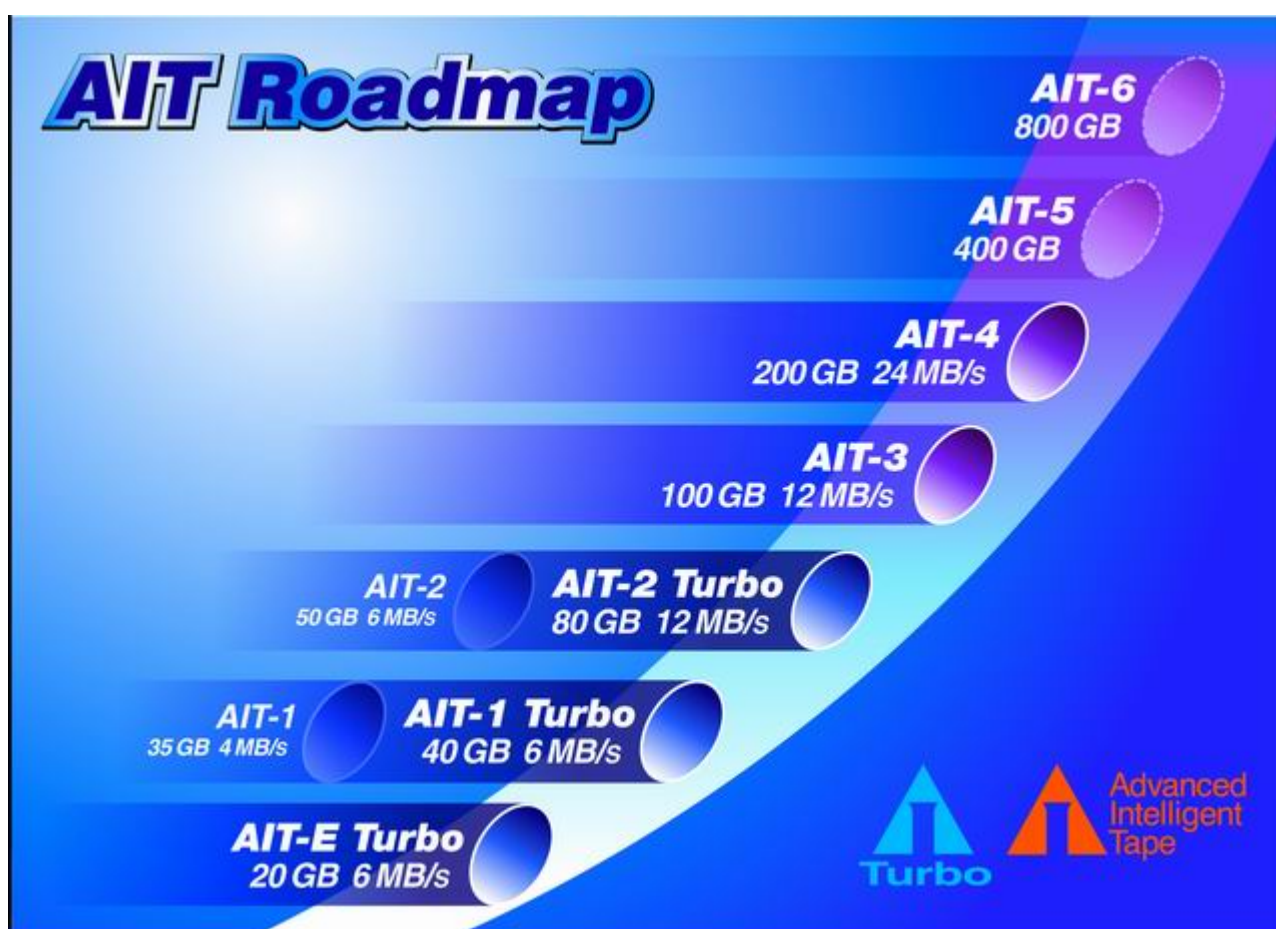 AIT Roadmap
AIT-6
800 GB
AIT-5
400 GB
AIT-4
200 GB 24 MB/s
AIT-3
100 GB 12 MB/s
AIT-2
50 GB 6 MB/s
AIT-2 Turbo
80 GB 12 MB/s
AIT-1
35 GB 4 MB/s
AIT-1 Turbo
40 GB 6 MB/s
AIT-E Turbo
20 GB 6 MB/s
Turbo
Advanced
Intelligent
Tape